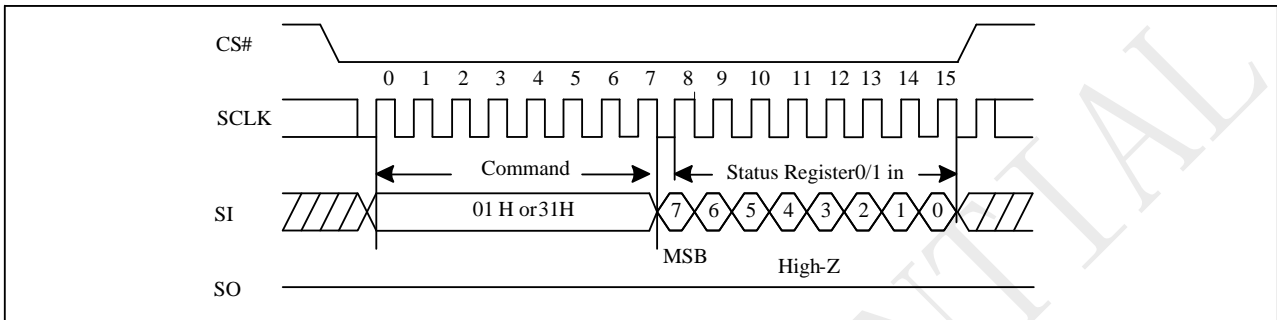 CS#
0 1 2 3 4 5 6 7 8 9 10 11 12 13 14 15
SCLK
Command
Status Register0/1 in
SI
01 H or31H
7 6 5 4 3 2 1 0
MSB
High-Z
SO
NTIAL